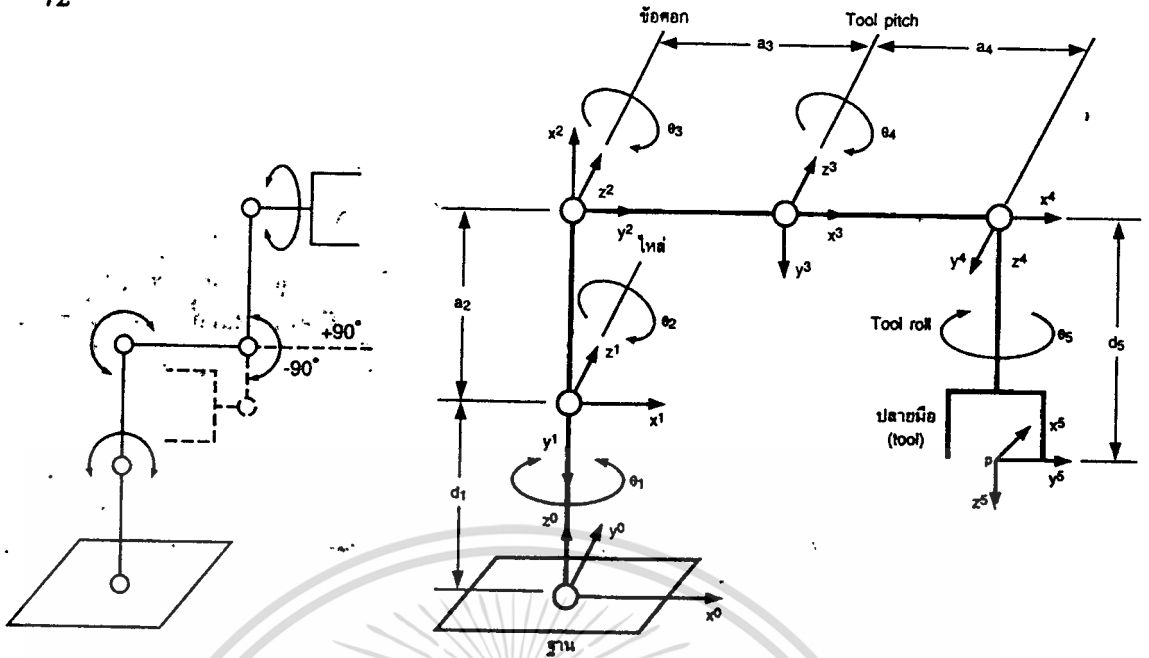 ข้อศอก
Tool pitch
a3
a4
x2
θ3
θ4
z2
z3
y2
x3
y3
x4
y4
z4
ไหล่
a2
θ2
z1
x1
y1
+90°
-90°
Tool roll
θ5
d5
ปลายมือ
(tool)
x5
p
y5
z5
d1
θ1
z0
y0
x0
ฐาน